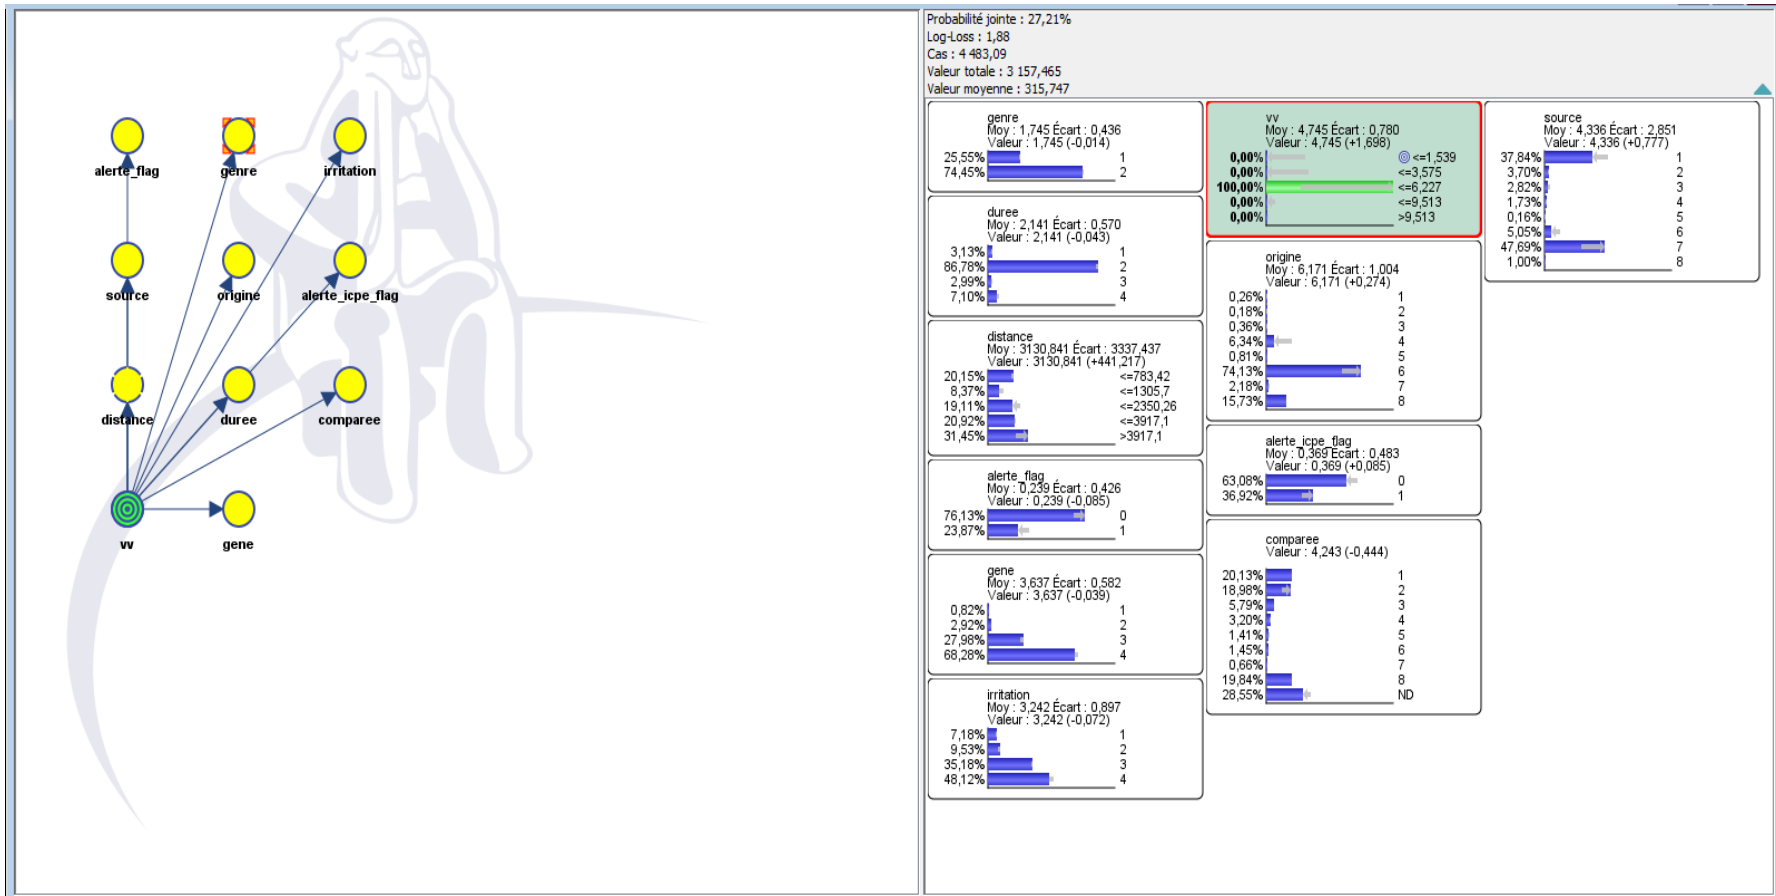 Probabilité jointe : 27,21%
Log-Loss : 1,88
Cas : 4 483,09
Valeur totale : 3 157,465
Valeur moyenne : 315,747
alerte_flag
genre
irritation
source
origine
alerte_icpe_flag
distance
duree
comparee
vv
gene
genre
Moy : 1,745 Écart : 0,436
Valeur : 1,745 (-0,014)
25,55% 1
74,45% 2
duree
Moy : 2,141 Écart : 0,570
Valeur : 2,141 (-0,043)
3,13% 1
86,78% 2
2,99% 3
7,10% 4
distance
Moy : 3130,841 Écart : 3337,437
Valeur : 3130,841 (+441,217)
20,15% <=783,42
8,37% <=1305,7
19,11% <=2350,26
20,92% <=3917,1
31,45% >3917,1
alerte_flag
Moy : 0,239 Écart : 0,426
Valeur : 0,239 (-0,085)
76,13% 0
23,87% 1
gene
Moy : 3,637 Écart : 0,582
Valeur : 3,637 (-0,039)
0,82% 1
2,92% 2
27,98% 3
68,28% 4
irritation
Moy : 3,242 Écart : 0,897
Valeur : 3,242 (-0,072)
7,18% 1
9,53% 2
35,18% 3
48,12% 4
vv
Moy : 4,745 Écart : 0,780
Valeur : 4,745 (+1,698)
0,00% <=1,539
0,00% <=3,575
100,00% <=6,227
0,00% <=9,513
0,00% >9,513
origine
Moy : 6,171 Écart : 1,004
Valeur : 6,171 (+0,274)
0,26% 1
0,18% 2
0,36% 3
6,34% 4
0,81% 5
74,13% 6
2,18% 7
15,73% 8
alerte_icpe_flag
Moy : 0,369 Écart : 0,483
Valeur : 0,369 (+0,085)
63,08% 0
36,92% 1
comparee
Valeur : 4,243 (-0,444)
20,13% 1
18,98% 2
5,79% 3
3,20% 4
1,41% 5
1,45% 6
0,66% 7
19,84% 8
28,55% ND
source
Moy : 4,336 Écart : 2,851
Valeur : 4,336 (+0,777)
37,84% 1
3,70% 2
2,82% 3
1,73% 4
0,16% 5
5,05% 6
47,69% 7
1,00% 8